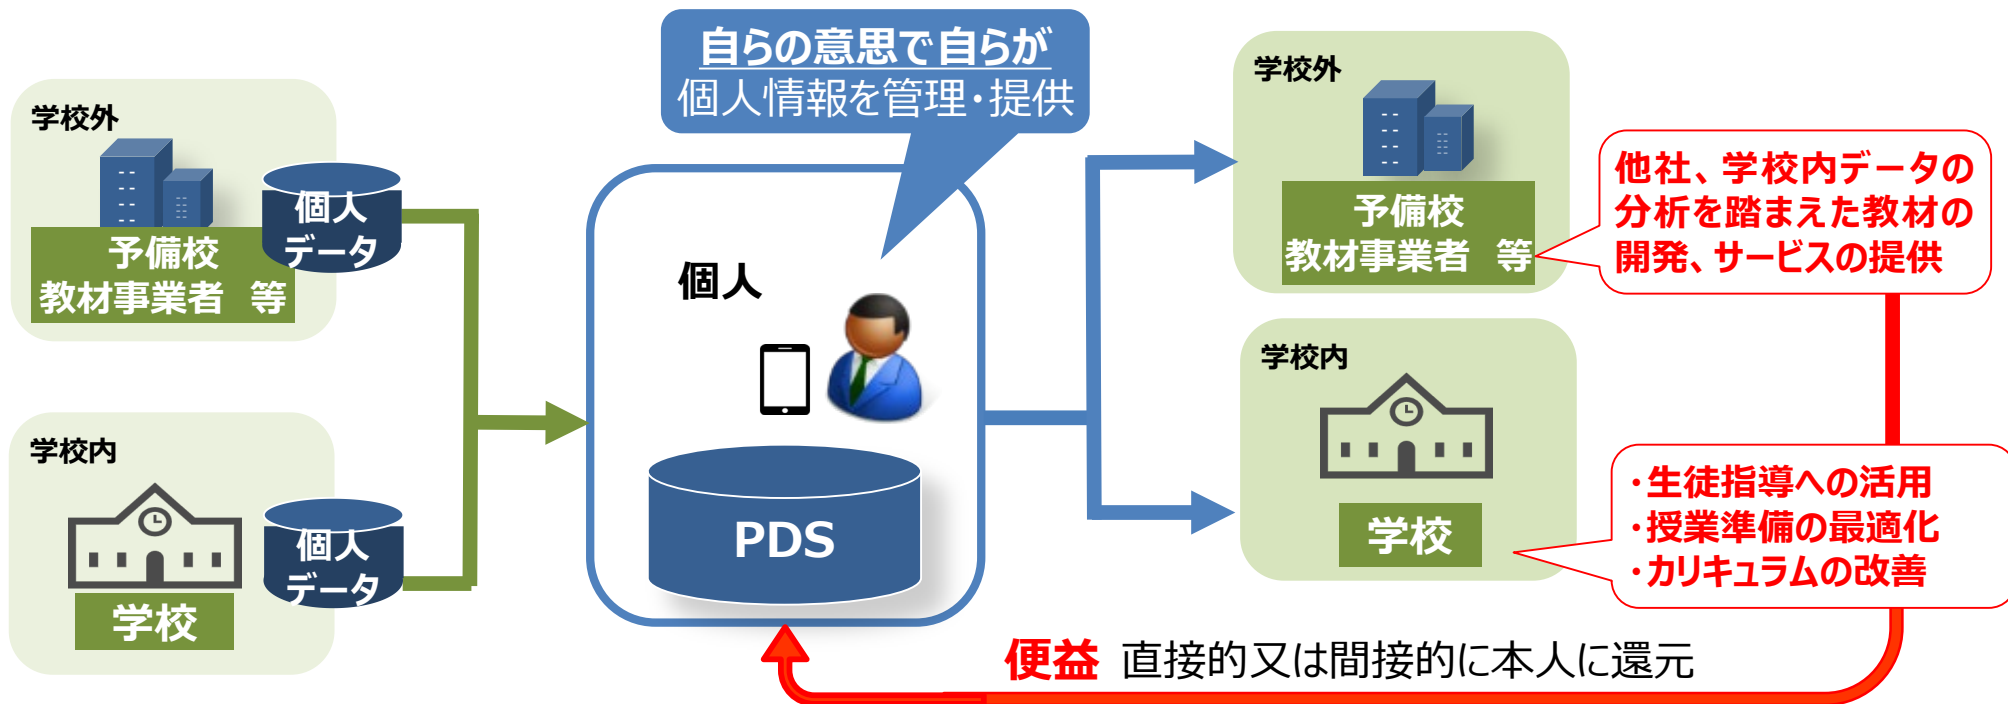 学校外
個人
データ
予備校
教材事業者　等
学校内
個人
データ
学校
自らの意思で自らが
個人情報を管理・提供
個人
PDS
学校外
予備校
教材事業者　等
他社、学校内データの
分析を踏まえた教材の
開発、サービスの提供
学校内
学校
・生徒指導への活用
・授業準備の最適化
・カリキュラムの改善
便益 直接的又は間接的に本人に還元